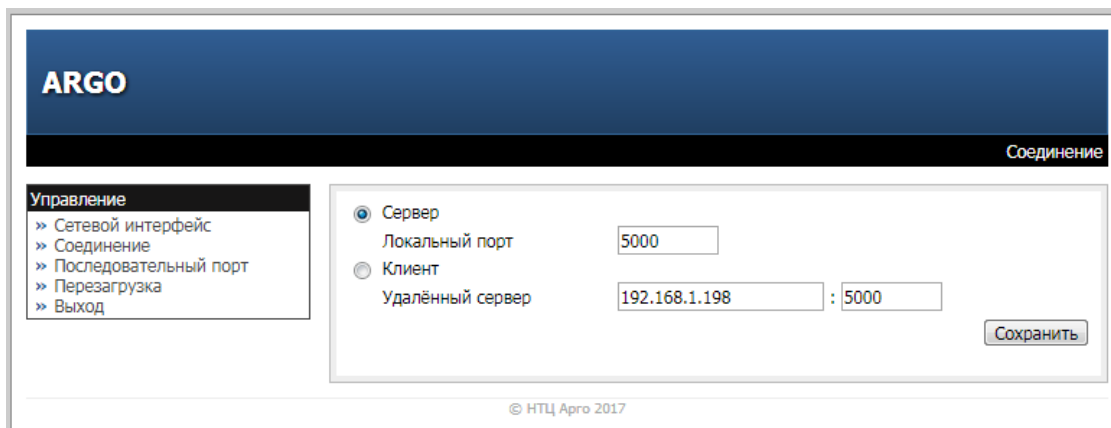 ARGO
Соединение
Управление
» Сетевой интерфейс
» Соединение
» Последовательный порт
» Перезагрузка
» Выход
Сервер
Локальный порт 5000
Клиент
Удалённый сервер 192.168.1.198 : 5000
Сохранить
© НТЦ Арго 2017